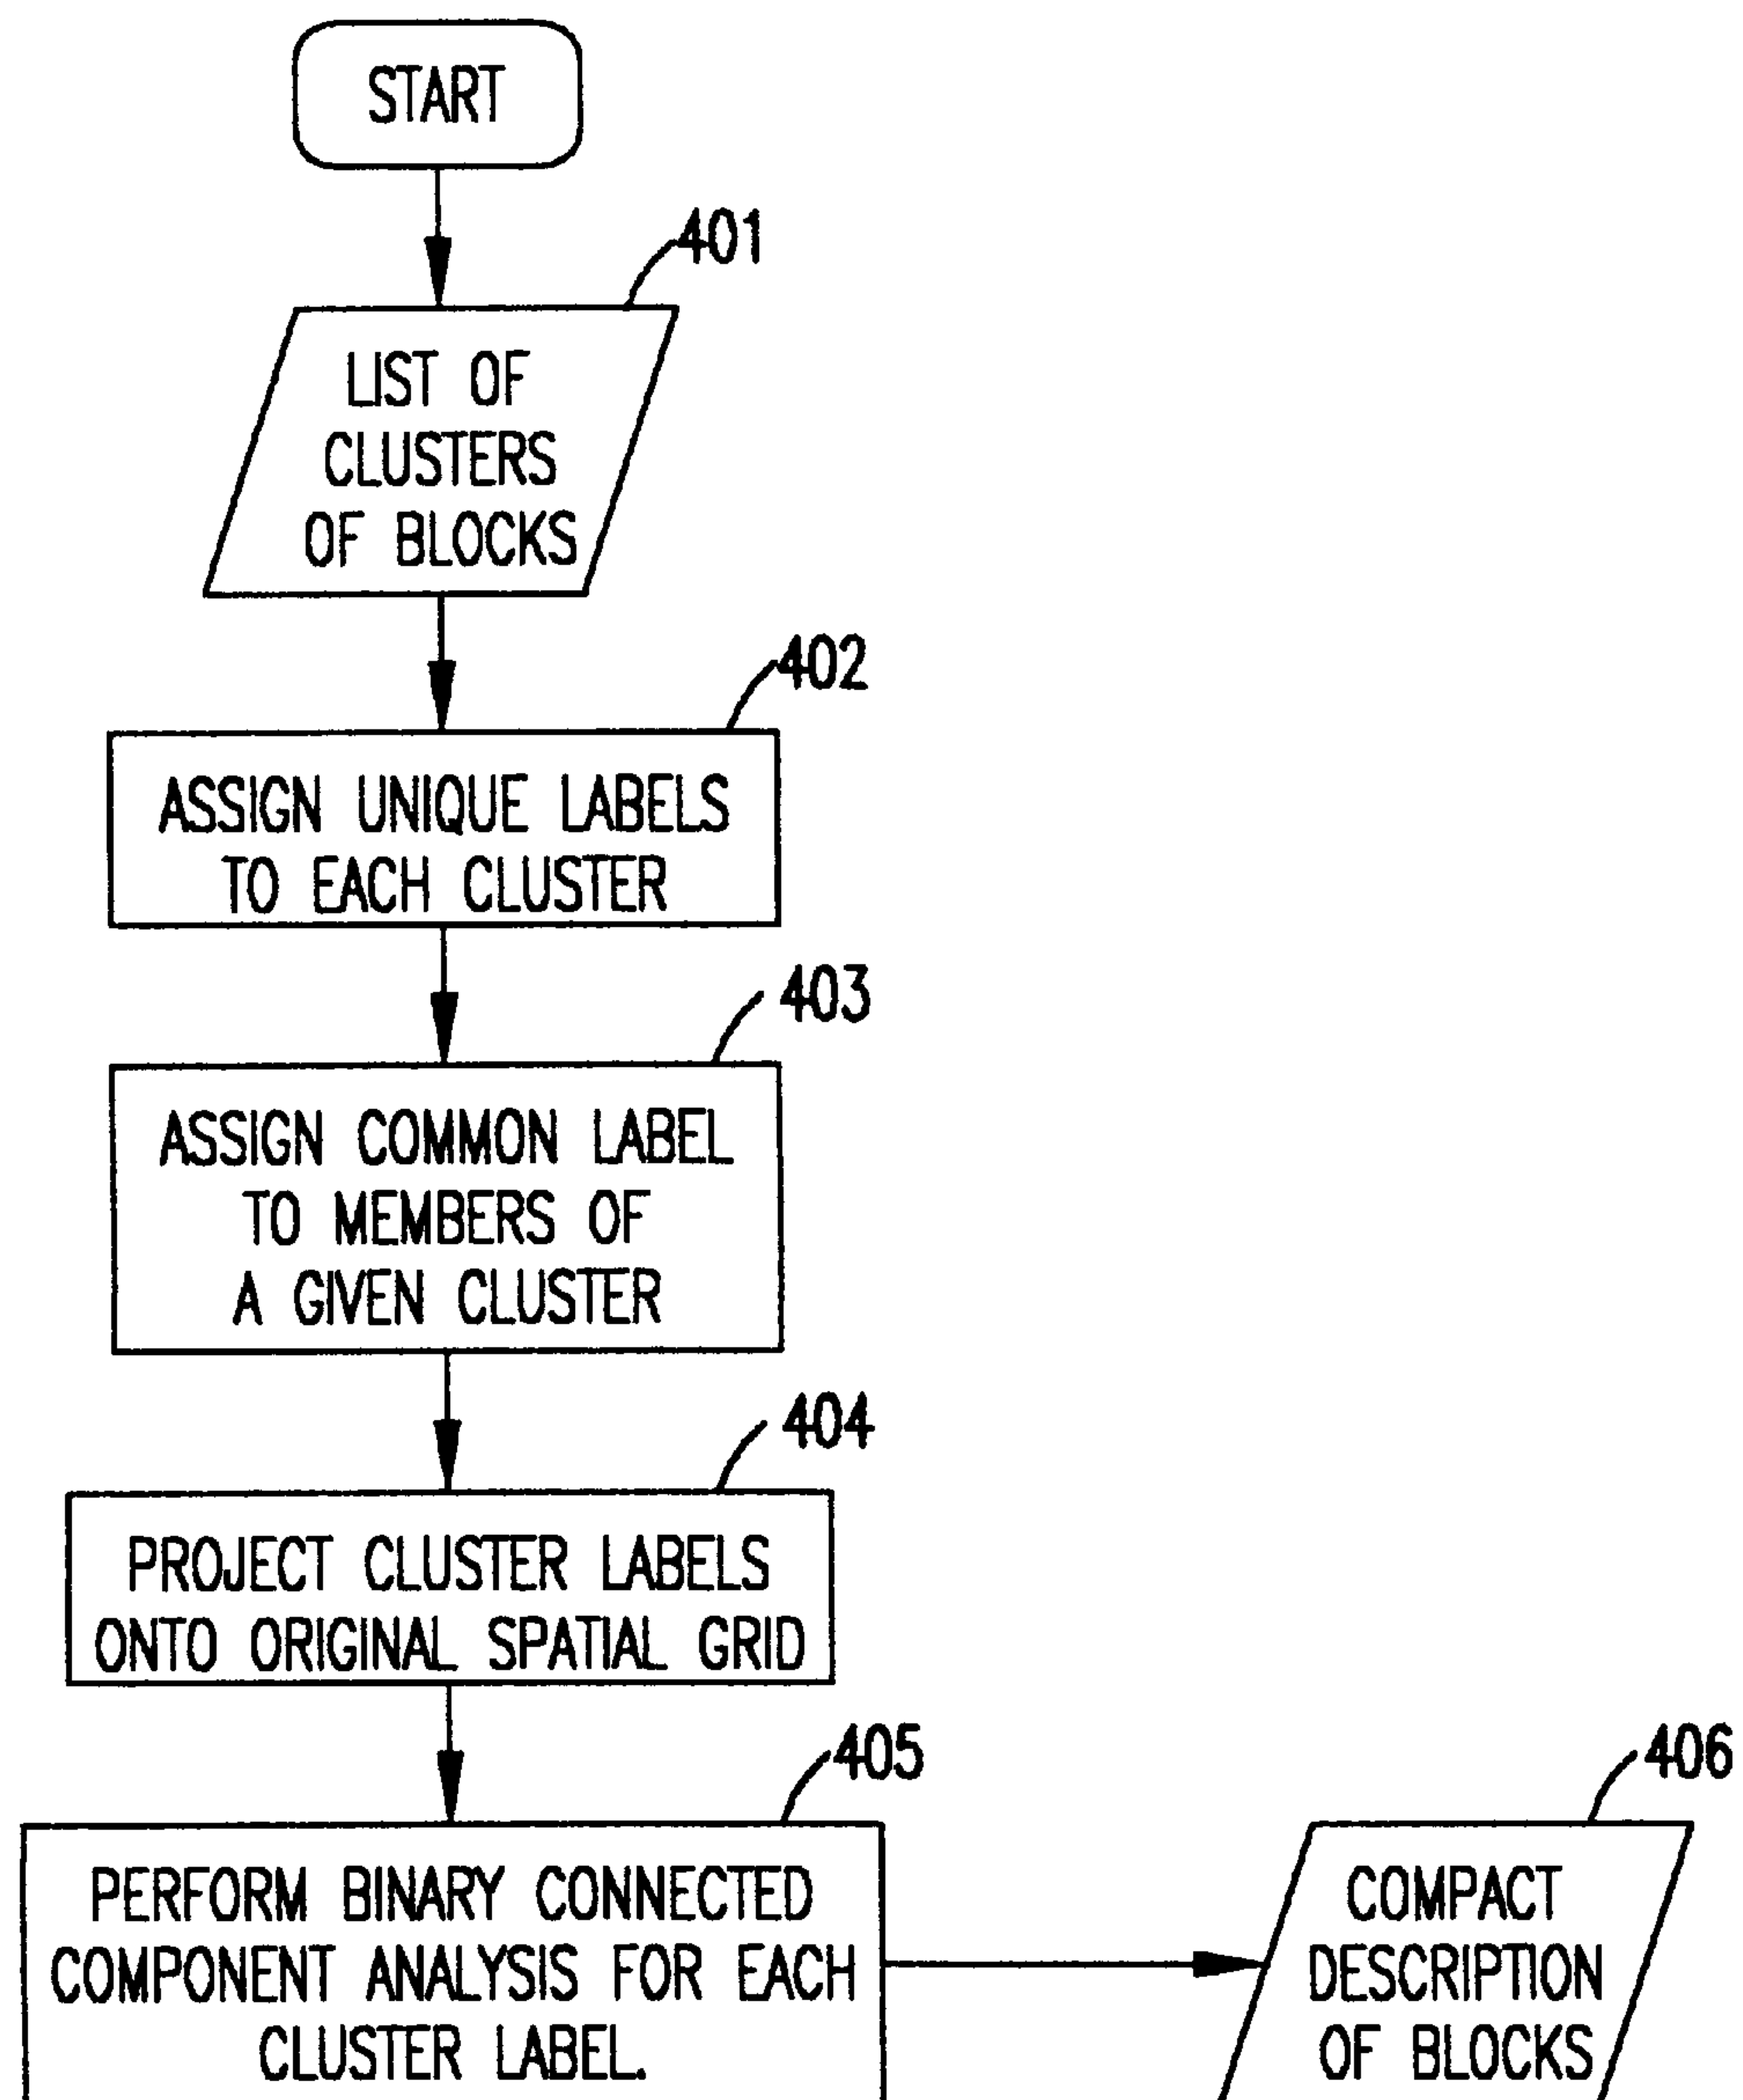 START
401
LIST OF
CLUSTERS
OF BLOCKS
402
ASSIGN UNIQUE LABELS
TO EACH CLUSTER
403
ASSIGN COMMON LABEL
TO MEMBERS OF
A GIVEN CLUSTER
404
PROJECT CLUSTER LABELS
ONTO ORIGINAL SPATIAL GRID
405
PERFORM BINARY CONNECTED
COMPONENT ANALYSIS FOR EACH
CLUSTER LABEL.
406
COMPACT
DESCRIPTION
OF BLOCKS